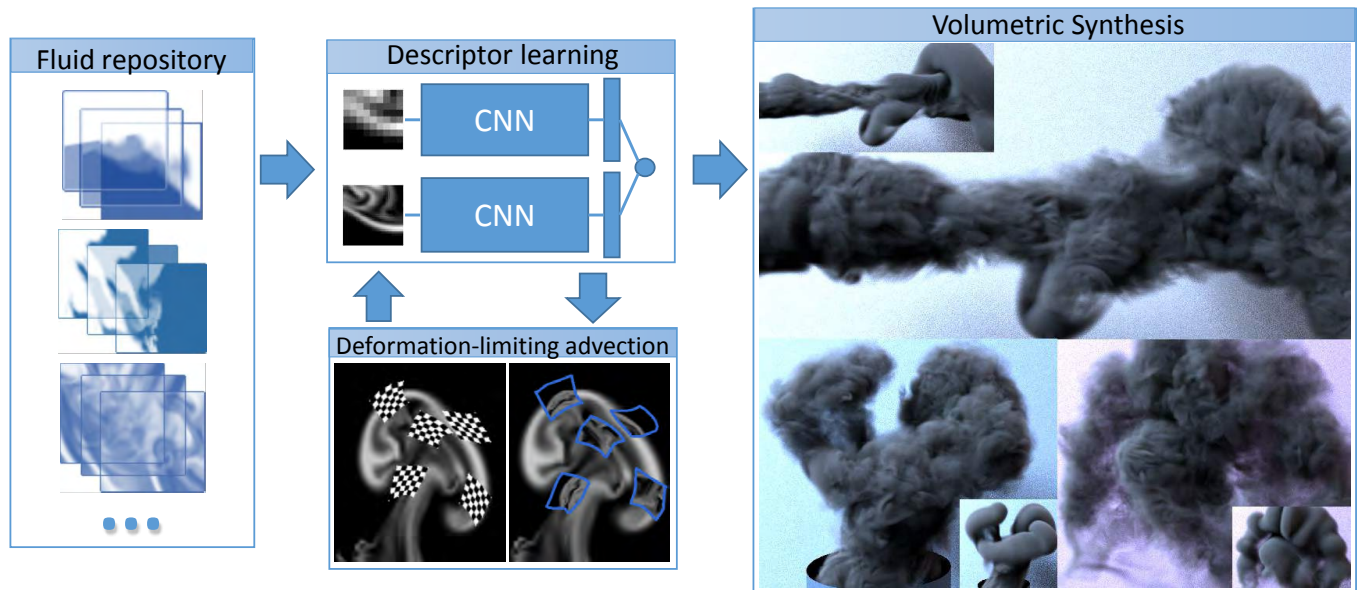 Fluid repository
Descriptor learning
CNN
CNN
Deformation-limiting advection
Volumetric Synthesis